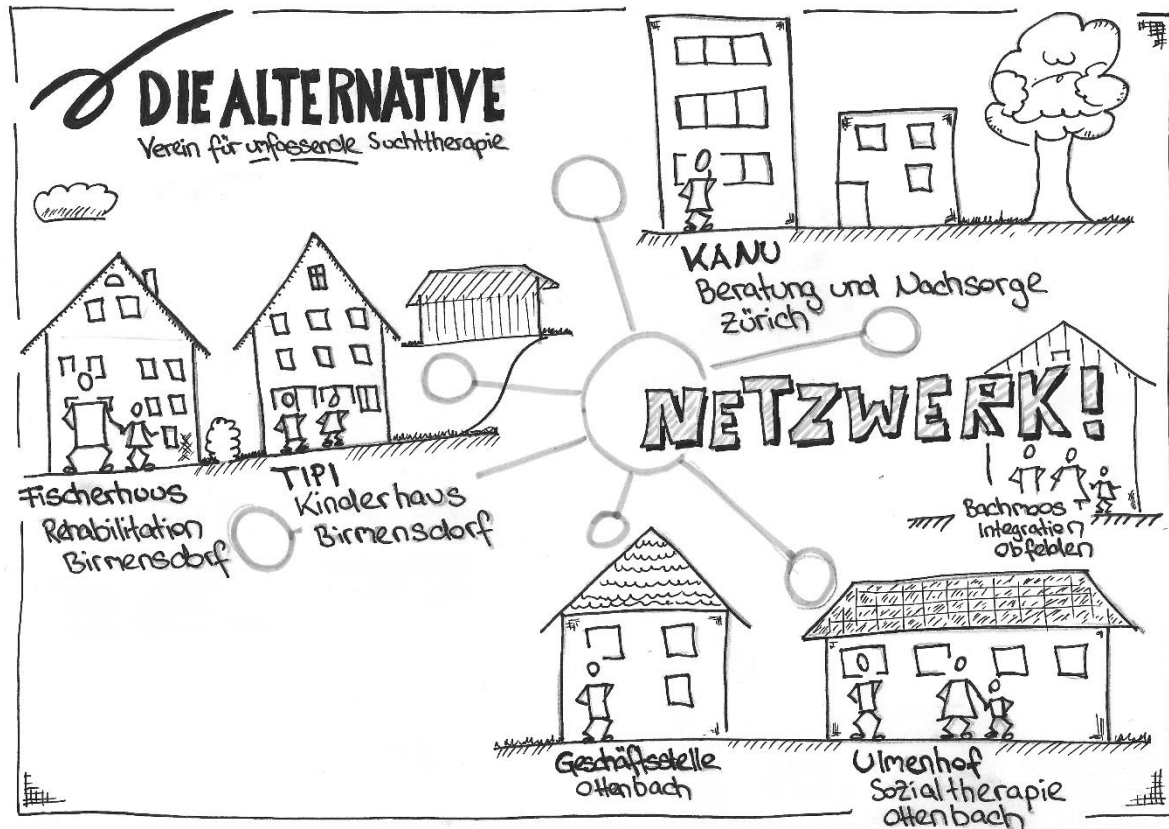 DIE ALTERNATIVE
Verein für umfassende Suchttherapie
KANU
Beratung und Nachsorge
Zürich
NETZWERK!
Fischerhuus
Rehabilitation
Birmensdorf
TIPI
Kinderhaus
Birmensdorf
Bachmoos
Integration
Obfelden
Geschäftsstelle
Ottenbach
Ulmenhof
Sozialtherapie
Ottenbach